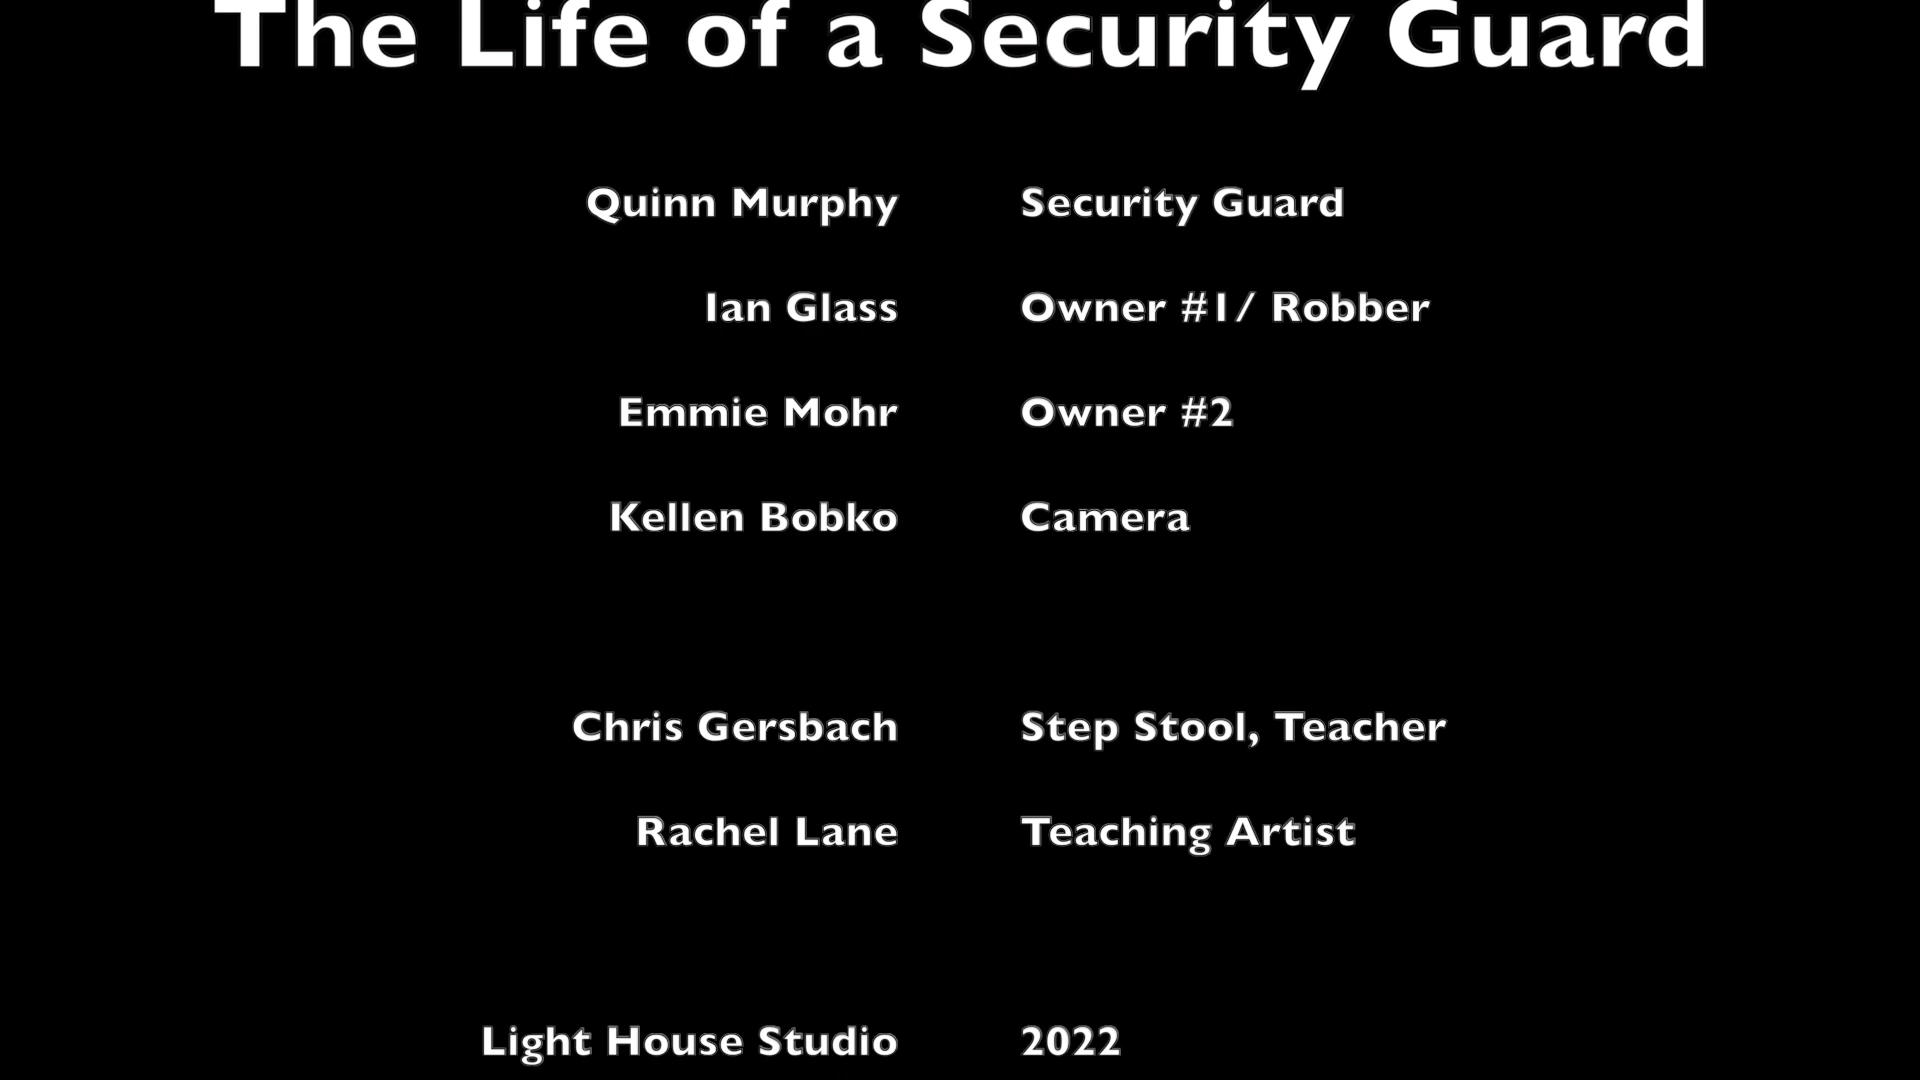 The Life of a Security Guard
Quinn Murphy Security Guard
Ian Glass Owner #1/ Robber
Emmie Mohr Owner #2
Kellen Bobko Camera
Chris Gersbach Step Stool, Teacher
Rachel Lane Teaching Artist
Light House Studio 2022